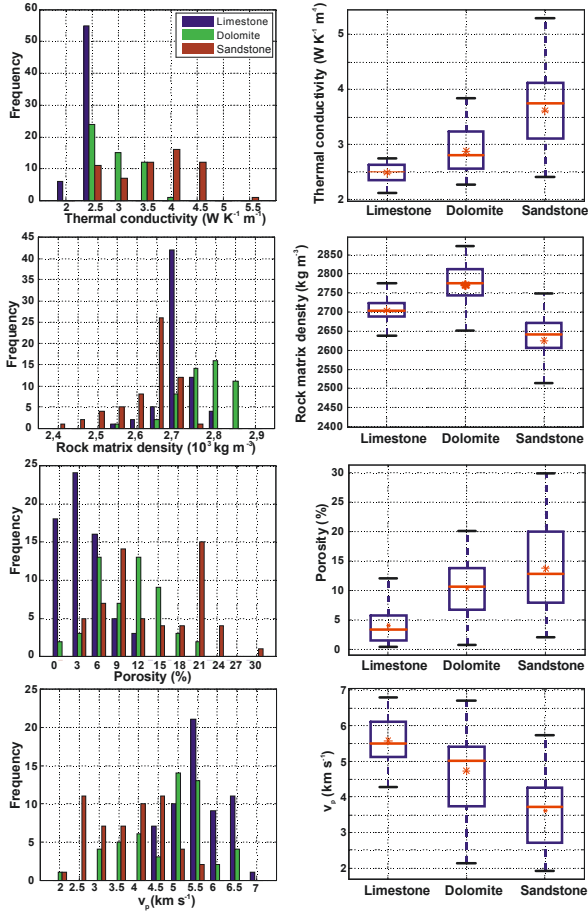 60
50
40
30
20
10
0
Frequency
Limestone
Dolomite
Sandstone
2 2.5 3 3.5 4 4.5 5 5.5
Thermal conductivity (W K⁻¹ m⁻¹)
Thermal conductivity (W K⁻¹ m⁻¹)
5
4
3
2
Limestone Dolomite Sandstone
45
40
35
30
25
20
15
10
5
0
Frequency
2,4 2,5 2,6 2,7 2,8 2,9
Rock matrix density (10³ kg m⁻³)
Rock matrix density (kg m⁻³)
2850
2800
2750
2700
2650
2600
2550
2500
2450
2400
Limestone Dolomite Sandstone
25
20
15
10
5
0
Frequency
0 3 6 9 12 15 18 21 24 27 30
Porosity (%)
Porosity (%)
30
25
20
15
10
5
0
Limestone Dolomite Sandstone
25
20
15
10
5
0
Frequency
2 2.5 3 3.5 4 4.5 5 5.5 6 6.5 7
vₚ(km s⁻¹)
vₚ(km s⁻¹)
7
6
5
4
3
2
Limestone Dolomite Sandstone